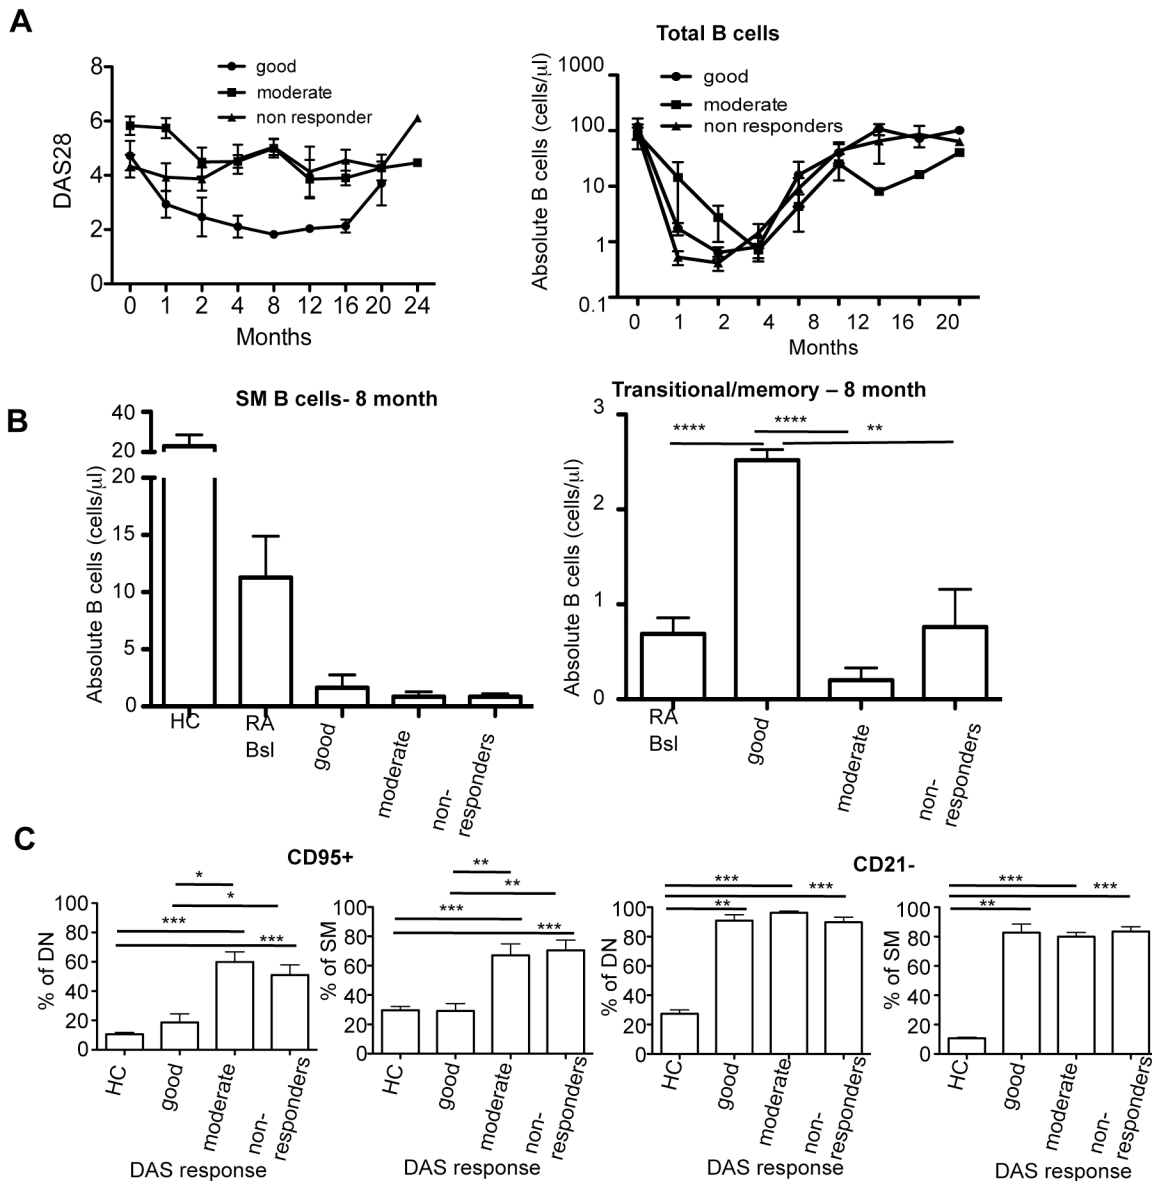 A
Total B cells
8
6
4
2
0
DAS28
good
moderate
non responder
0 1 2 4 8 12 16 20 24
Months
1000
100
10
1
0.1
Absolute B cells (cells/µl)
good
moderate
non responders
0 1 2 4 8 12 16 20
Months
B
SM B cells- 8 month
40
20
20
15
10
5
0
Absolute B cells (cells/µl)
HC
RA
Bsl
good
moderate
non-
responders
Transitional/memory – 8 month
3
2
1
0
Absolute B cells (cells/µl)
**** **** **
RA
Bsl
good
moderate
non-
responders
C
CD95+
100
80
60
40
20
0
% of DN
*
*
***
***
HC
good
moderate
non-
responders
DAS response
100
80
60
40
20
0
% of SM
**
**
***
***
HC
good
moderate
non-
responders
DAS response
CD21-
100
80
60
40
20
0
% of DN
***
***
**
HC
good
moderate
non-
responders
DAS response
100
80
60
40
20
0
% of SM
***
***
**
HC
good
moderate
non-
responders
DAS response